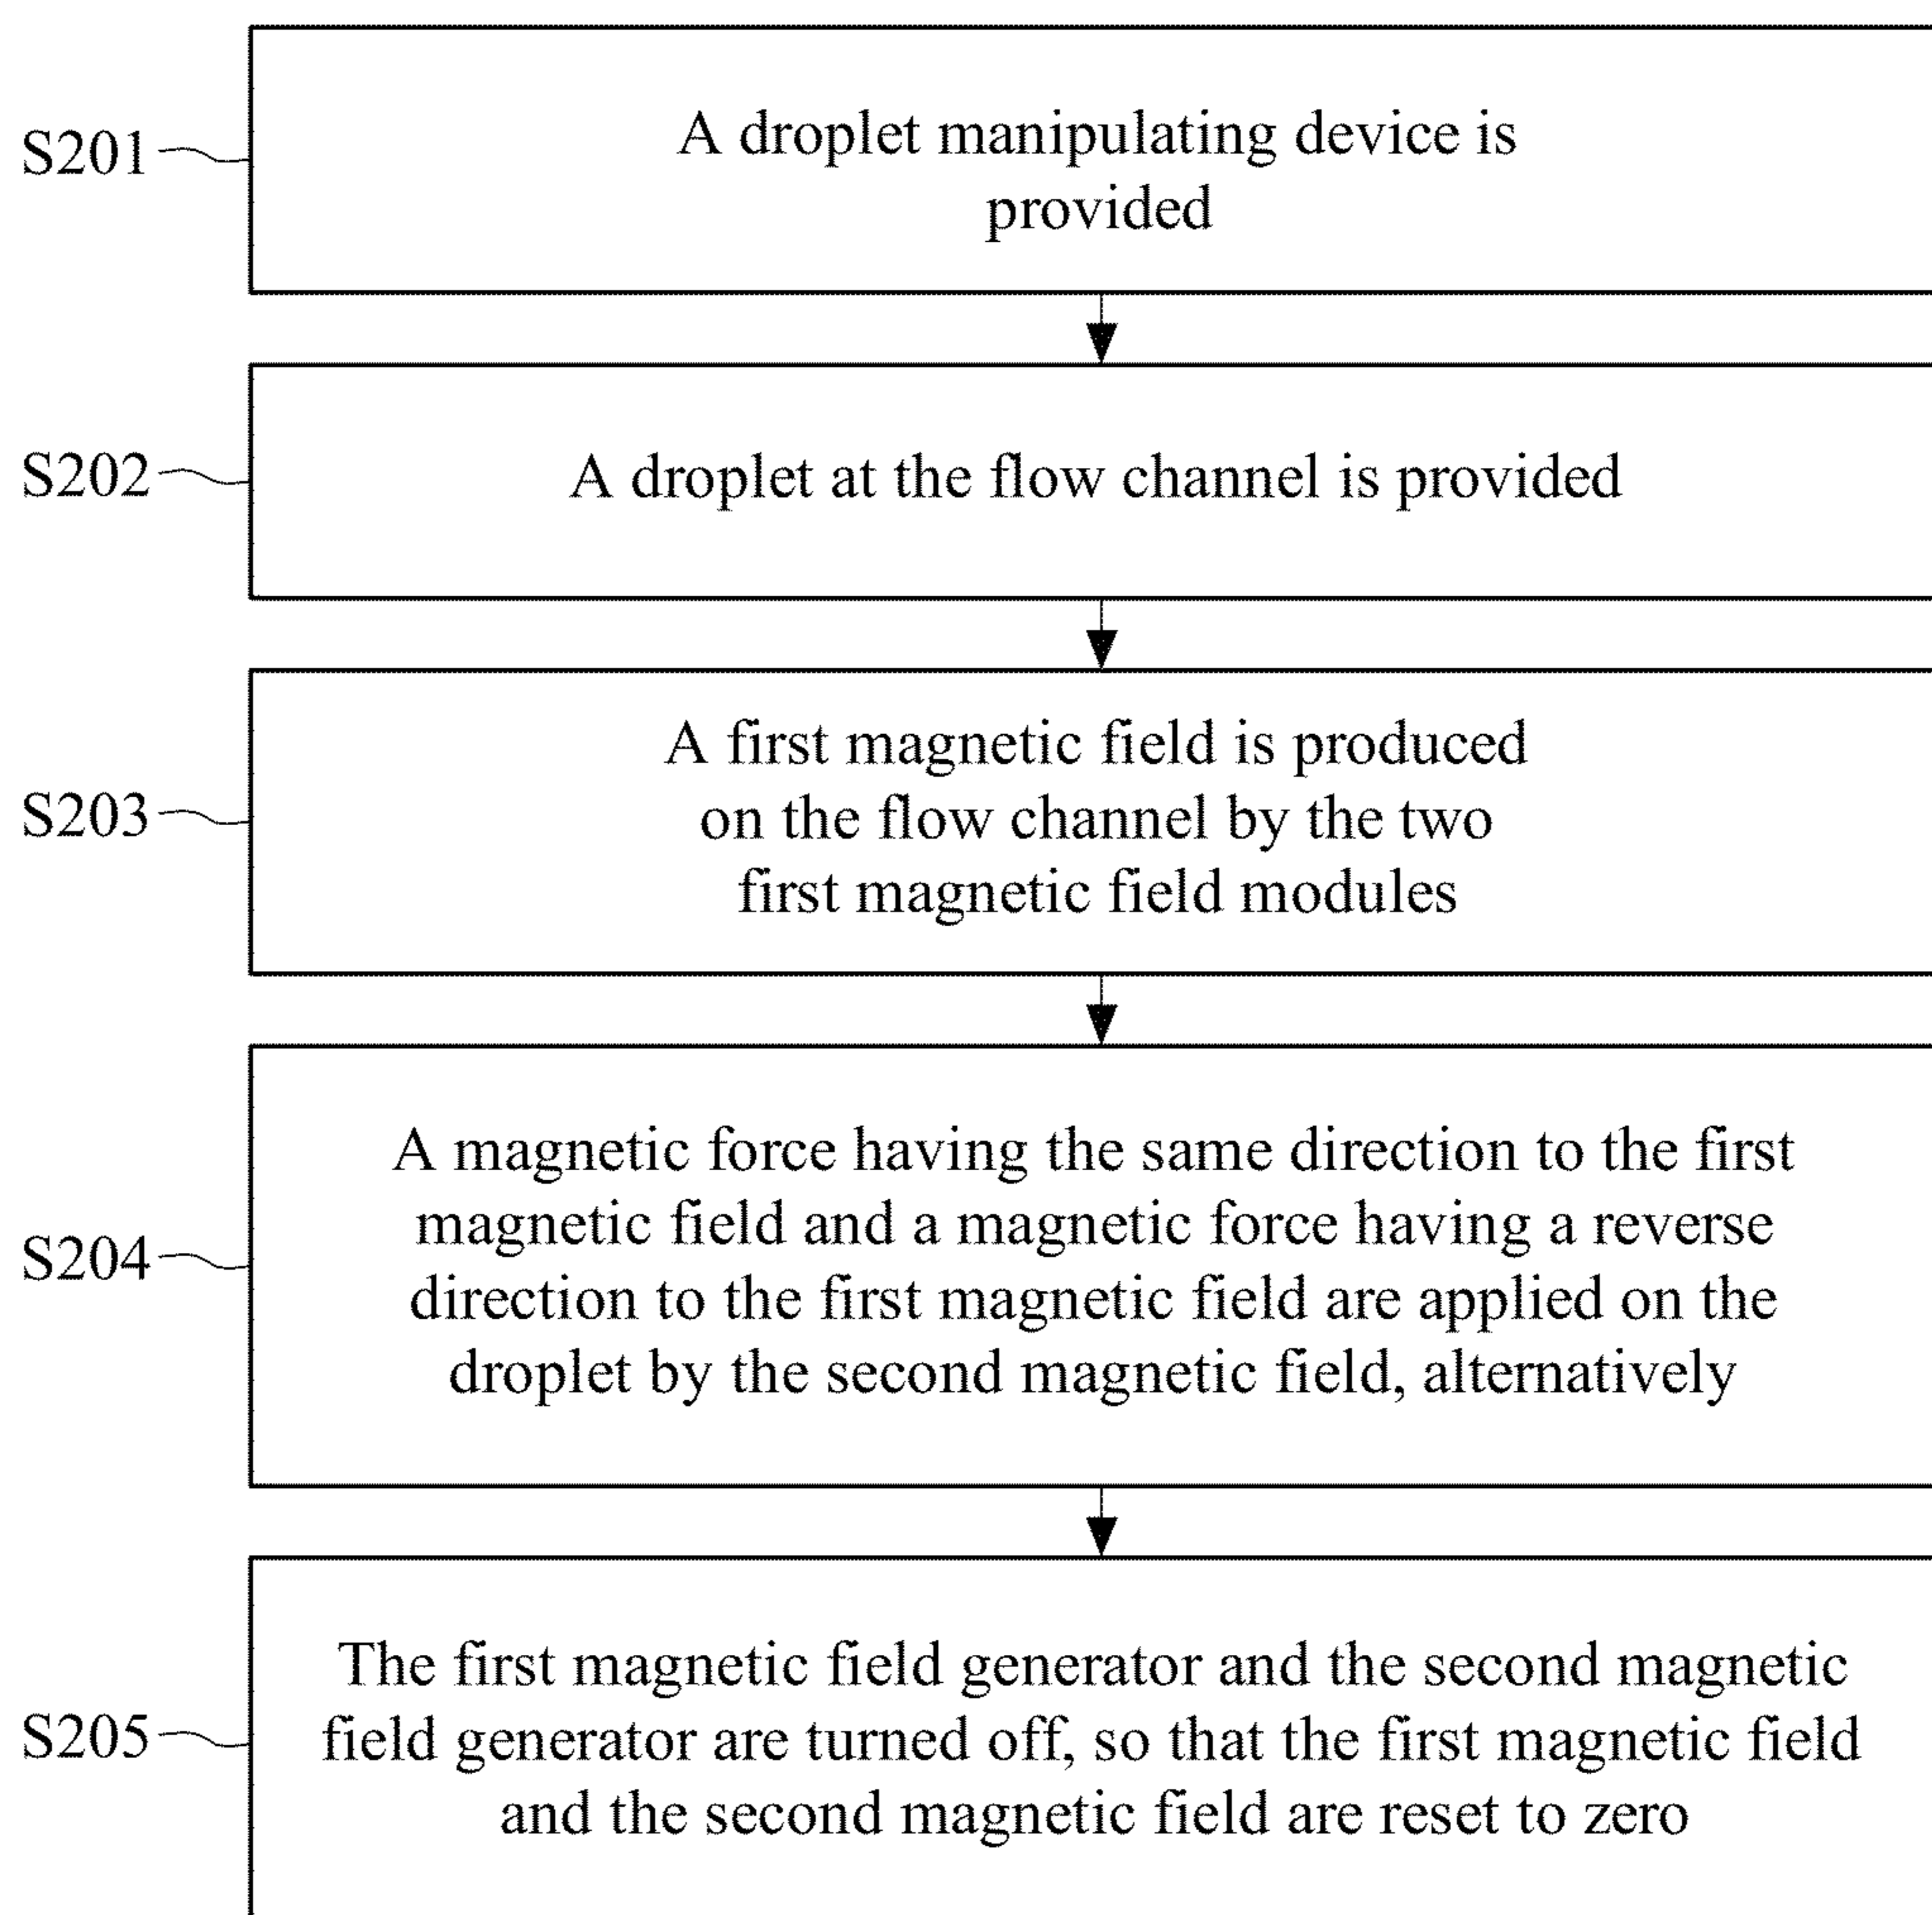 S201
A droplet manipulating device is
provided
S202
A droplet at the flow channel is provided
S203
A first magnetic field is produced
on the flow channel by the two
first magnetic field modules
S204
A magnetic force having the same direction to the first
magnetic field and a magnetic force having a reverse
direction to the first magnetic field are applied on the
droplet by the second magnetic field, alternatively
S205
The first magnetic field generator and the second magnetic
field generator are turned off, so that the first magnetic field
and the second magnetic field are reset to zero